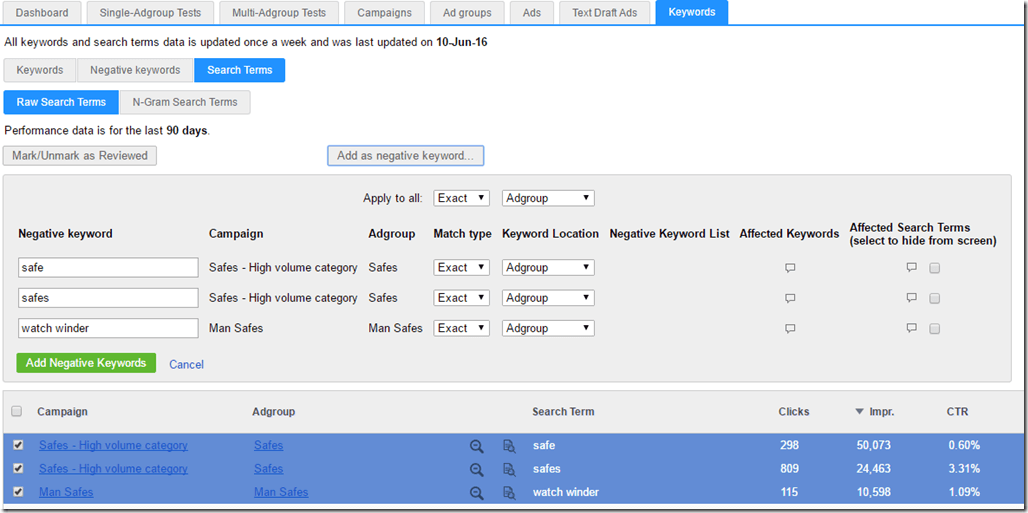 Dashboard Single-Adgroup Tests Multi-Adgroup Tests Campaigns Ad groups Ads Text Draft Ads Keywords
All keywords and search terms data is updated once a week and was last updated on 10-Jun-16
Keywords Negative keywords Search Terms
Raw Search Terms N-Gram Search Terms
Performance data is for the last 90 days.
Mark/Unmark as Reviewed Add as negative keyword...
Apply to all: Exact Adgroup
Negative keyword Campaign Adgroup Match type Keyword Location Negative Keyword List Affected Keywords Affected Search Terms
(select to hide from screen)
safe Safes - High volume category Safes Exact Adgroup
safes Safes - High volume category Safes Exact Adgroup
watch winder Man Safes Man Safes Exact Adgroup
Add Negative Keywords Cancel
Campaign Adgroup Search Term Clicks Impr. CTR
Safes - High volume category Safes safe 298 50,073 0.60%
Safes - High volume category Safes safes 809 24,463 3.31%
Man Safes Man Safes watch winder 115 10,598 1.09%